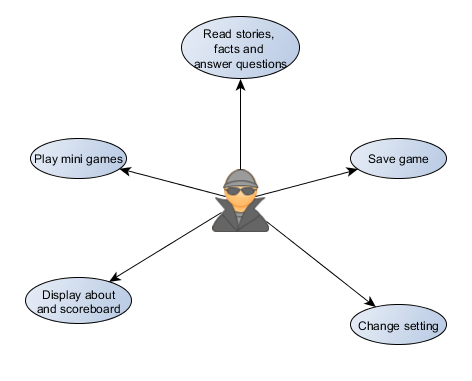 Read stories,
facts and
answer questions
Play mini games
Save game
Display about
and scoreboard
Change setting